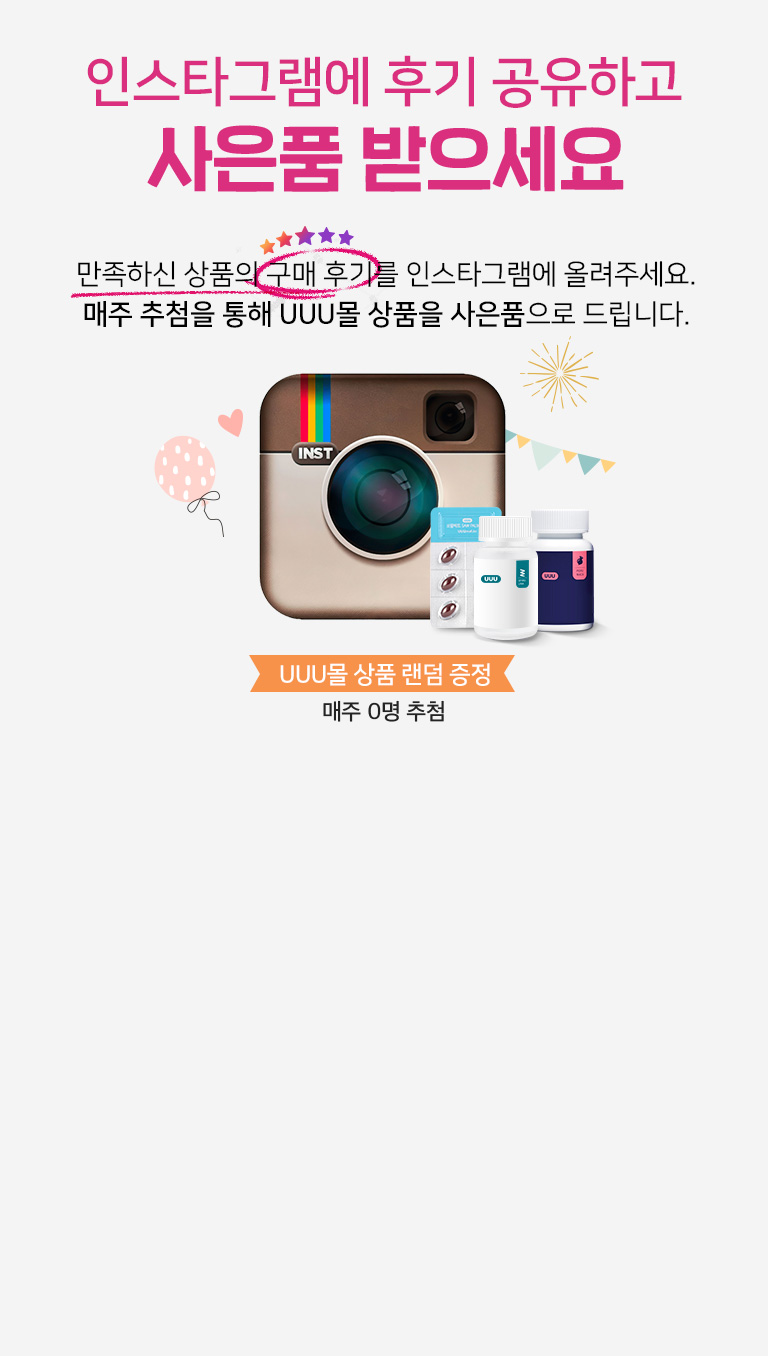 인스타그램에 후기 공유하고
사은품 받으세요
만족하신 상품의 구매 후기를 인스타그램에 올려주세요.
매주 추첨을 통해 UUU몰 상품을 사은품으로 드립니다.
INST
UUU
UUU
UUU몰 상품 랜덤 증정
매주 0명 추첨